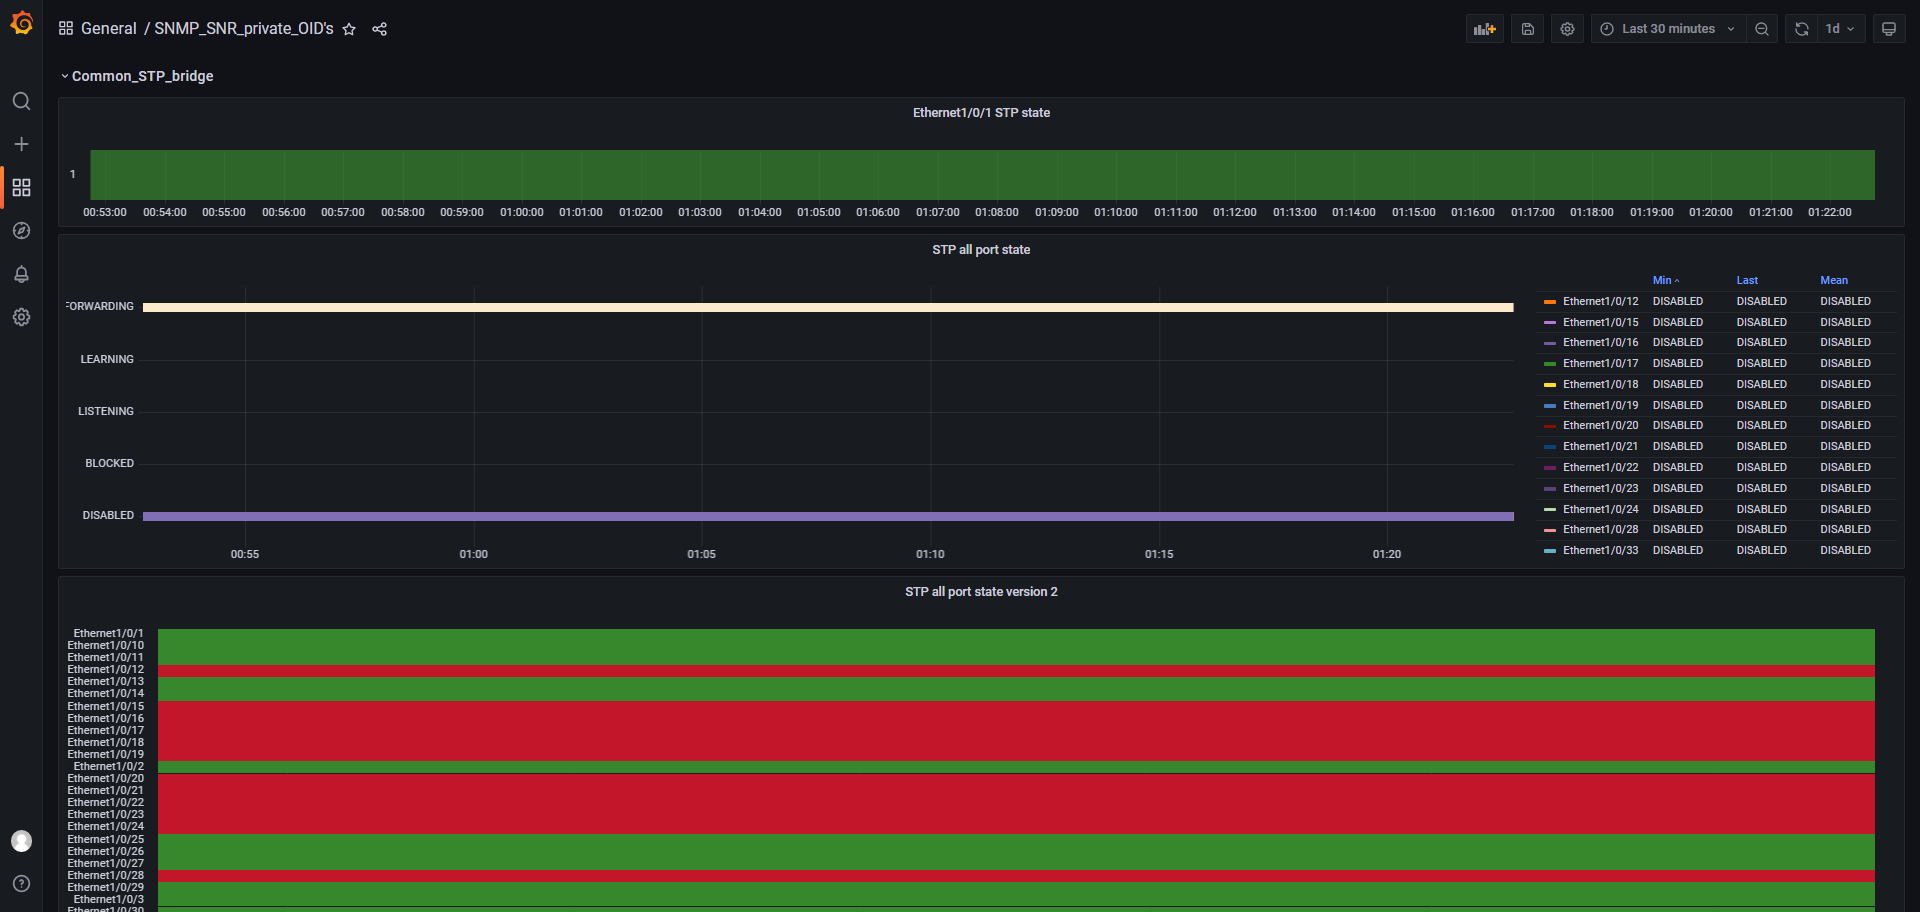 General / SNMP_SNR_private_OID's
Last 30 minutes
1d
Common_STP_bridge
Ethernet1/0/1 STP state
1
00:53:00 00:54:00 00:55:00 00:56:00 00:57:00 00:58:00 00:59:00 01:00:00 01:01:00 01:02:00 01:03:00 01:04:00 01:05:00 01:06:00 01:07:00 01:08:00 01:09:00 01:10:00 01:11:00 01:12:00 01:13:00 01:14:00 01:15:00 01:16:00 01:17:00 01:18:00 01:19:00 01:20:00 01:21:00 01:22:00
STP all port state
FORWARDING
LEARNING
LISTENING
BLOCKED
DISABLED
00:55 01:00 01:05 01:10 01:15 01:20
Min Last Mean
Ethernet1/0/12 DISABLED DISABLED DISABLED
Ethernet1/0/15 DISABLED DISABLED DISABLED
Ethernet1/0/16 DISABLED DISABLED DISABLED
Ethernet1/0/17 DISABLED DISABLED DISABLED
Ethernet1/0/18 DISABLED DISABLED DISABLED
Ethernet1/0/19 DISABLED DISABLED DISABLED
Ethernet1/0/20 DISABLED DISABLED DISABLED
Ethernet1/0/21 DISABLED DISABLED DISABLED
Ethernet1/0/22 DISABLED DISABLED DISABLED
Ethernet1/0/23 DISABLED DISABLED DISABLED
Ethernet1/0/24 DISABLED DISABLED DISABLED
Ethernet1/0/28 DISABLED DISABLED DISABLED
Ethernet1/0/33 DISABLED DISABLED DISABLED
STP all port state version 2
Ethernet1/0/1
Ethernet1/0/10
Ethernet1/0/11
Ethernet1/0/12
Ethernet1/0/13
Ethernet1/0/14
Ethernet1/0/15
Ethernet1/0/16
Ethernet1/0/17
Ethernet1/0/18
Ethernet1/0/19
Ethernet1/0/2
Ethernet1/0/20
Ethernet1/0/21
Ethernet1/0/22
Ethernet1/0/23
Ethernet1/0/24
Ethernet1/0/25
Ethernet1/0/26
Ethernet1/0/27
Ethernet1/0/28
Ethernet1/0/29
Ethernet1/0/3
Ethernet1/0/30